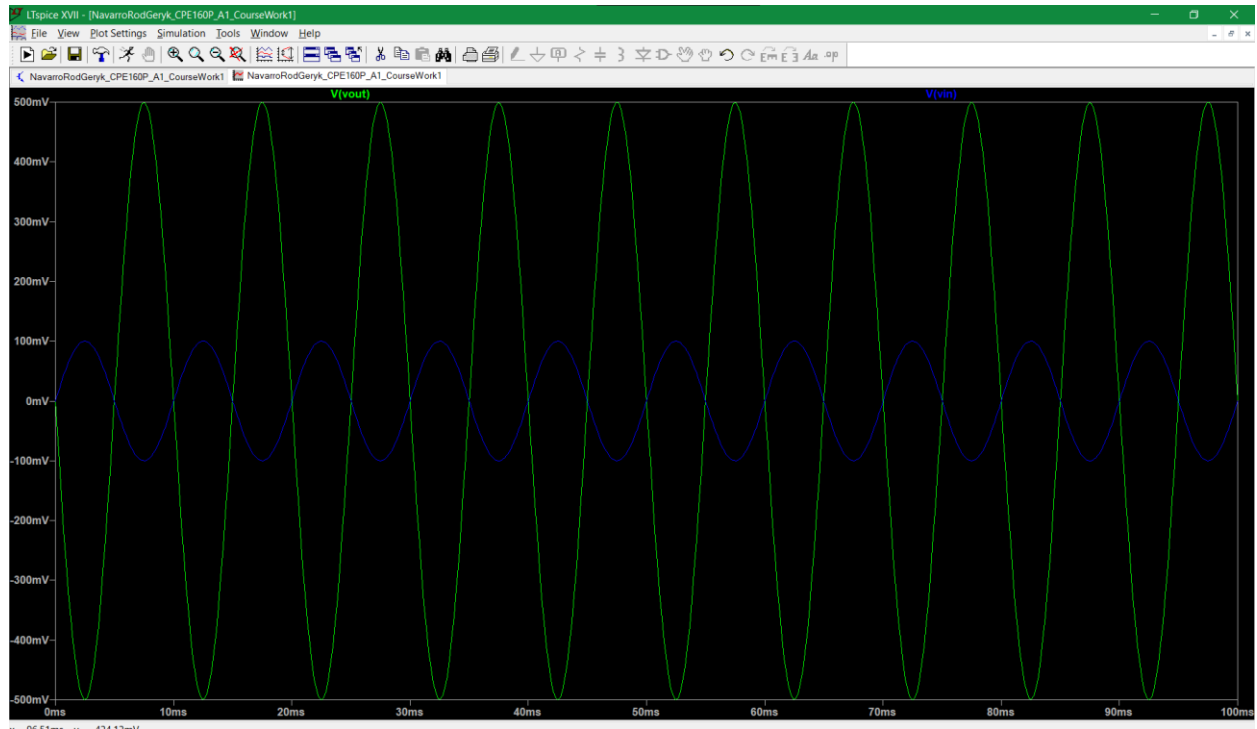 LTspice XVII - [NavarroRodGeryk_CPE160P_A1_CourseWork1]
File View Plot Settings Simulation Tools Window Help
NavarroRodGeryk_CPE160P_A1_CourseWork1 NavarroRodGeryk_CPE160P_A1_CourseWork1
V(vout) V(vin)
500mV
400mV
300mV
200mV
100mV
0mV
-100mV
-200mV
-300mV
-400mV
-500mV
0ms 10ms 20ms 30ms 40ms 50ms 60ms 70ms 80ms 90ms 100ms